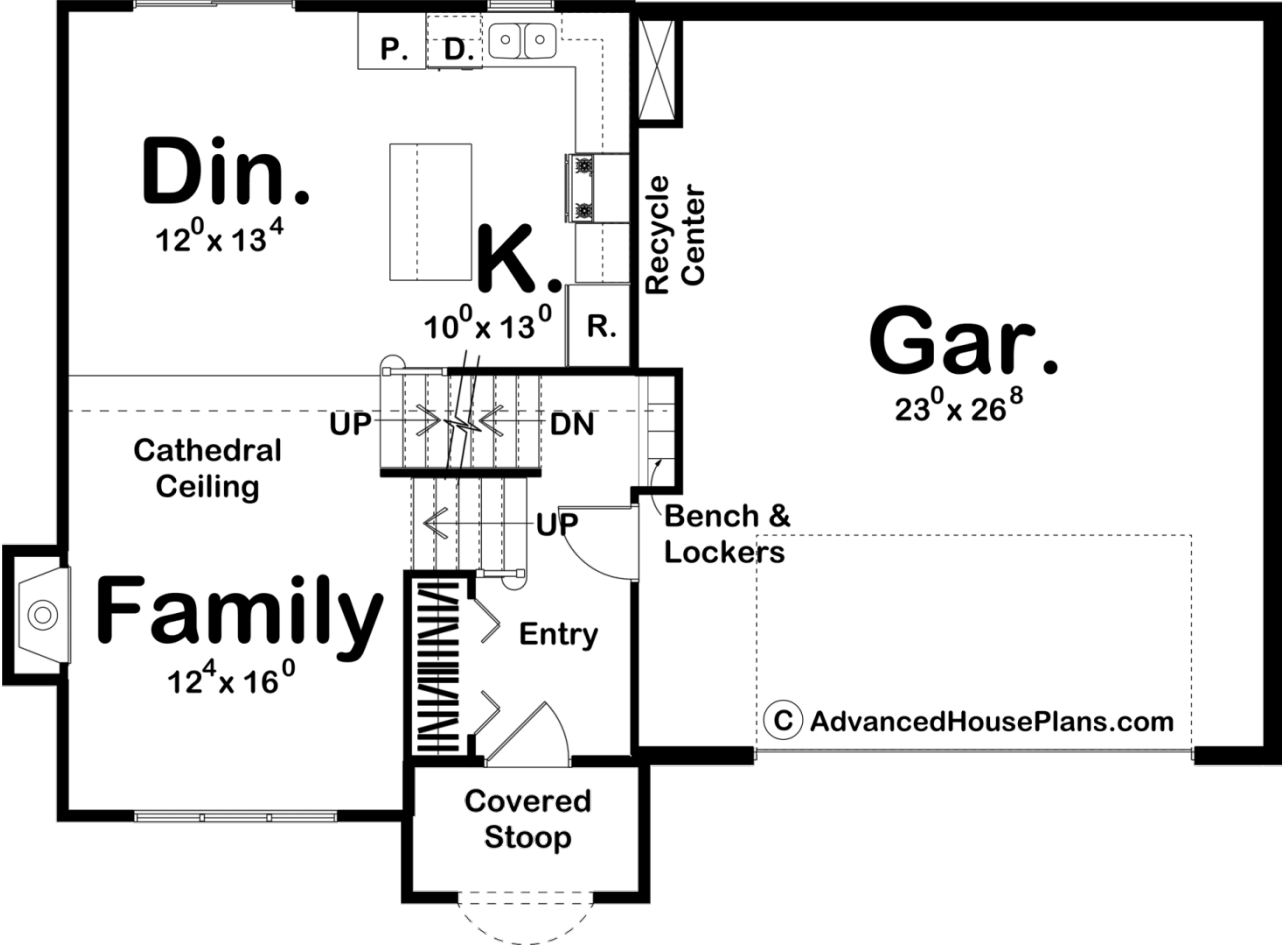 P.
D.
Din.
12⁰ x 13⁴
K.
10⁰ x 13⁰
R.
Recycle
Center
Gar.
23⁰ x 26⁸
UP
DN
Cathedral
Ceiling
UP
Bench &
Lockers
Family
12⁴ x 16⁰
Entry
© AdvancedHousePlans.com
Covered
Stoop